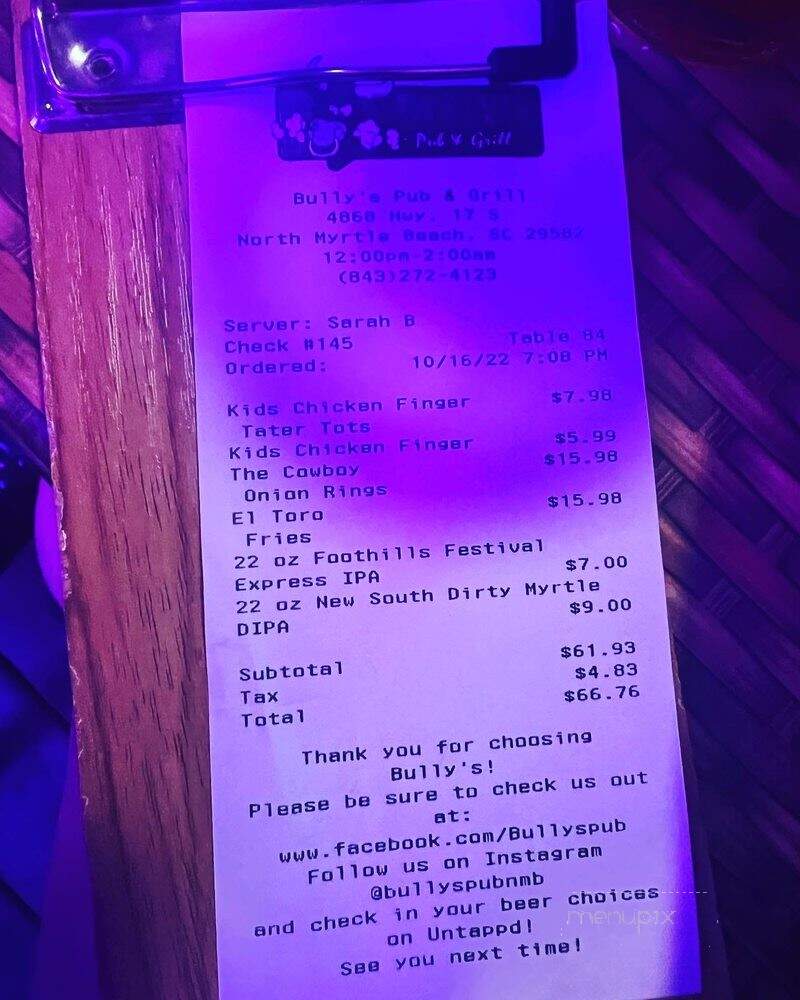 Pub & Grill
Bully's Pub & Grill
4868 Hwy. 17 S
North Myrtle Beach, SC 29582
12:00pm-2:00am
(843)272-4123
Server: Sarah B
Check #145 Table 84
Ordered: 10/16/22 7:08 PM
Kids Chicken Finger $7.98
Tater Tots
Kids Chicken Finger $5.99
The Cowboy $15.98
Onion Rings
El Toro $15.98
Fries
22 oz Foothills Festival
Express IPA $7.00
22 oz New South Dirty Myrtle
DIPA $9.00
Subtotal $61.93
Tax $4.83
Total $66.76
Thank you for choosing
Bully's!
Please be sure to check us out
at:
www.facebook.com/Bullyspub
Follow us on Instagram
@bullyspubnmb
and check in your beer choices
on Untappd!
See you next time!
menupix